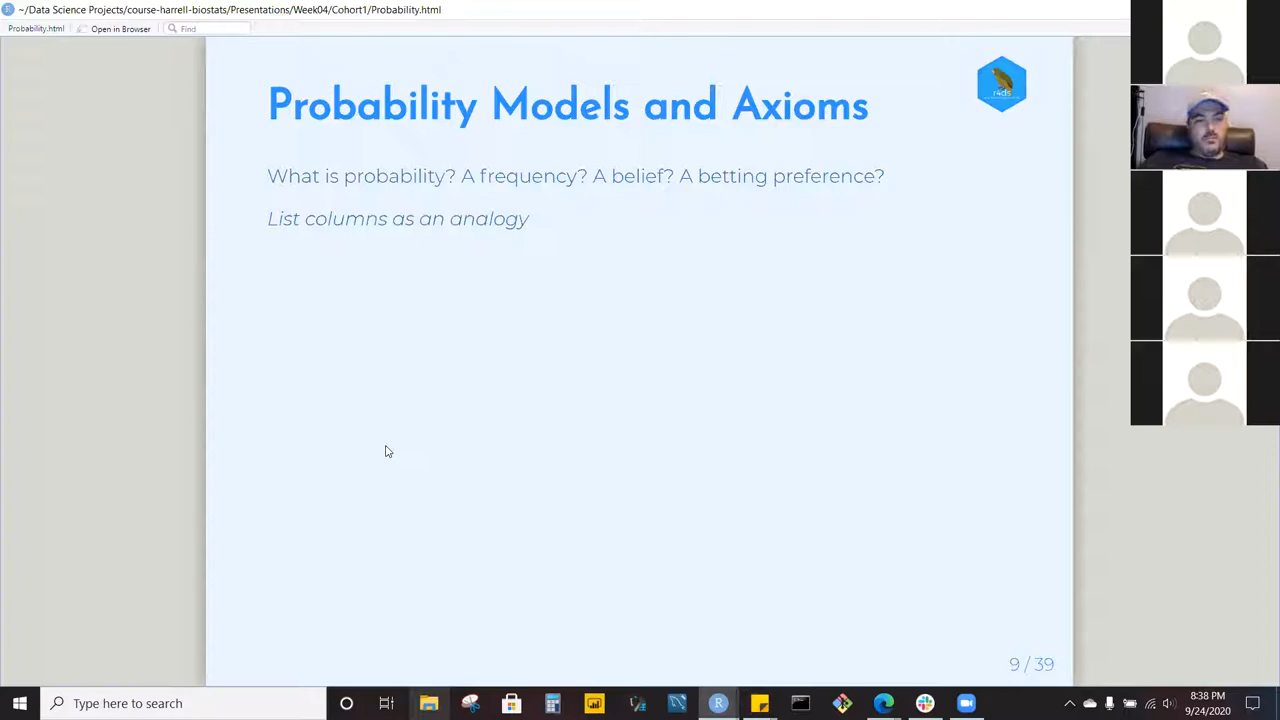 ~/Data Science Projects/course-harrell-biostats/Presentations/Week04/Cohort1/Probability.html
Probability.html
Open in Browser
Find
Probability Models and Axioms
r4ds
What is probability? A frequency? A belief? A betting preference?
List columns as an analogy
9 / 39
Type here to search
8:38 PM
9/24/2020